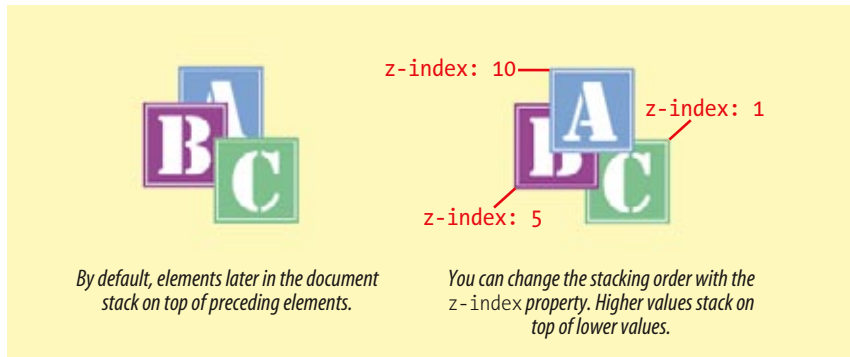 A
B
C
z-index: 10
A
z-index: 1
B
C
z-index: 5
By default, elements later in the document
stack on top of preceding elements.
You can change the stacking order with the
z-index property. Higher values stack on
top of lower values.